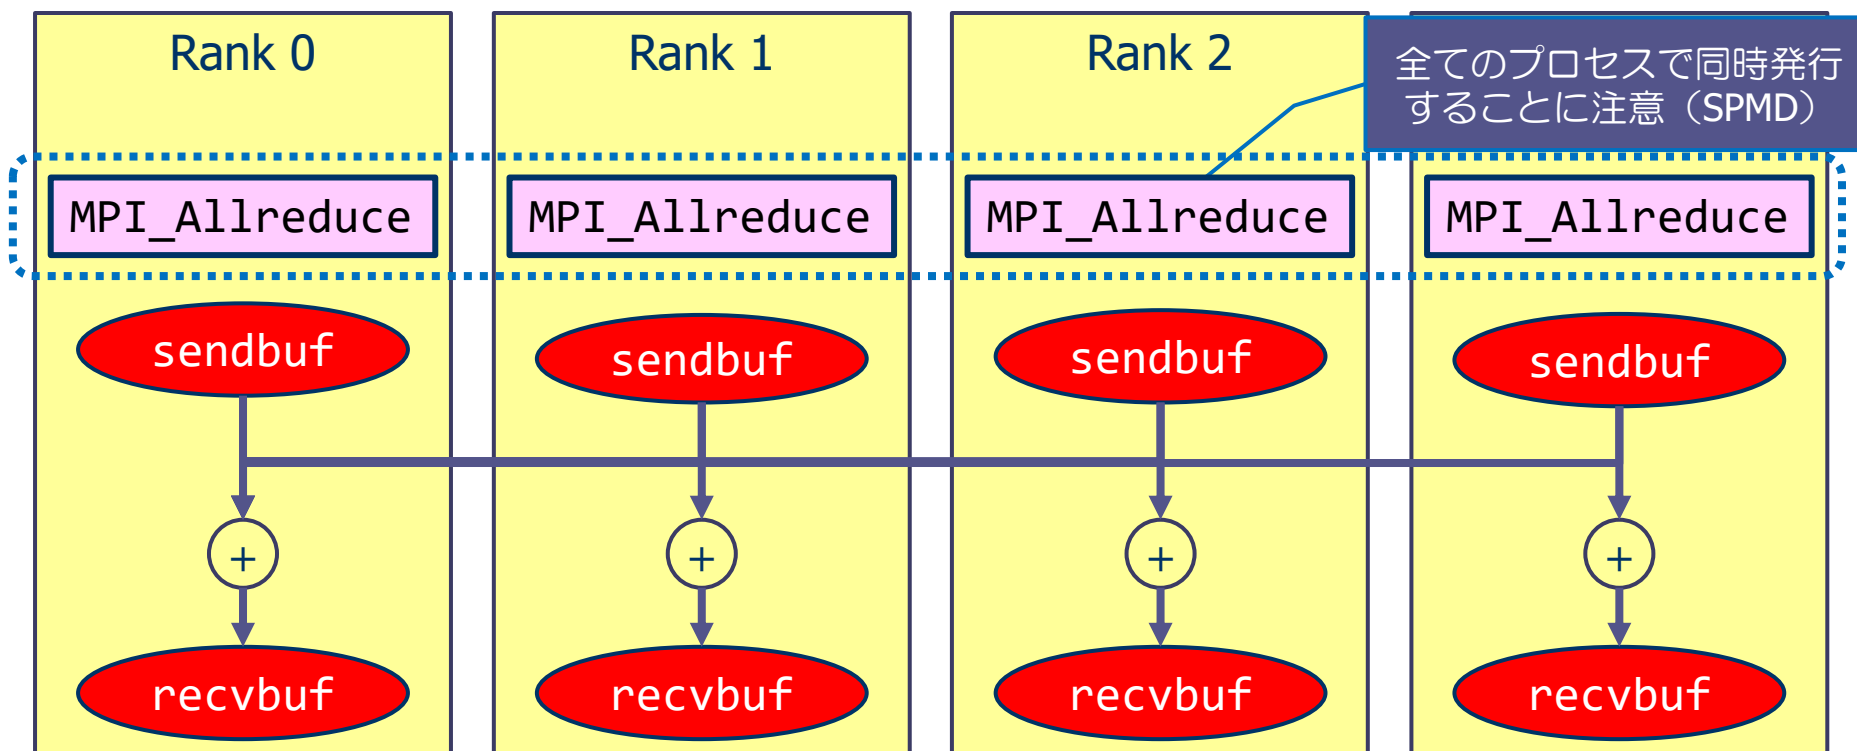 Rank 0
Rank 1
Rank 2
全てのプロセスで同時発行
することに注意（SPMD）
MPI_Allreduce
MPI_Allreduce
MPI_Allreduce
MPI_Allreduce
sendbuf
sendbuf
sendbuf
sendbuf
+
+
+
+
recvbuf
recvbuf
recvbuf
recvbuf